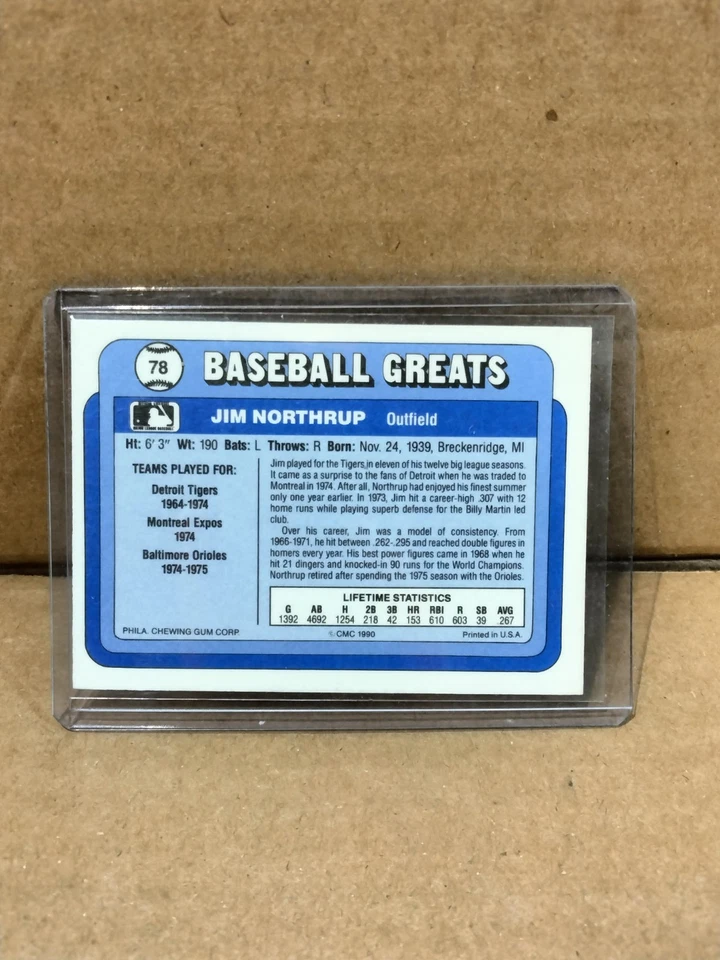 78
BASEBALL GREATS
JIM NORTHRUP Outfield
Ht: 6' 3" Wt: 190 Bats: L Throws: R Born: Nov. 24, 1939, Breckenridge, MI
TEAMS PLAYED FOR:
Detroit Tigers
1964-1974
Montreal Expos
1974
Baltimore Orioles
1974-1975
Jim played for the Tigers in eleven of his twelve big league seasons.
It came as a surprise to the fans of Detroit when he was traded to
Montreal in 1974. After all, Northrup had enjoyed his finest summer
only one year earlier. In 1973, Jim hit a career-high .307 with 12
home runs while playing superb defense for the Billy Martin led
club.
Over his career, Jim was a model of consistency. From
1966-1971, he hit between .262-.295 and reached double figures in
homers every year. His best power figures came in 1968 when he
hit 21 dingers and knocked-in 90 runs for the World Champions.
Northrup retired after spending the 1975 season with the Orioles.
LIFETIME STATISTICS
G AB H 2B 3B HR RBI R SB AVG
1392 4692 1254 218 42 153 610 603 39 .267
PHILA. CHEWING GUM CORP. © CMC 1990 Printed in U.S.A.